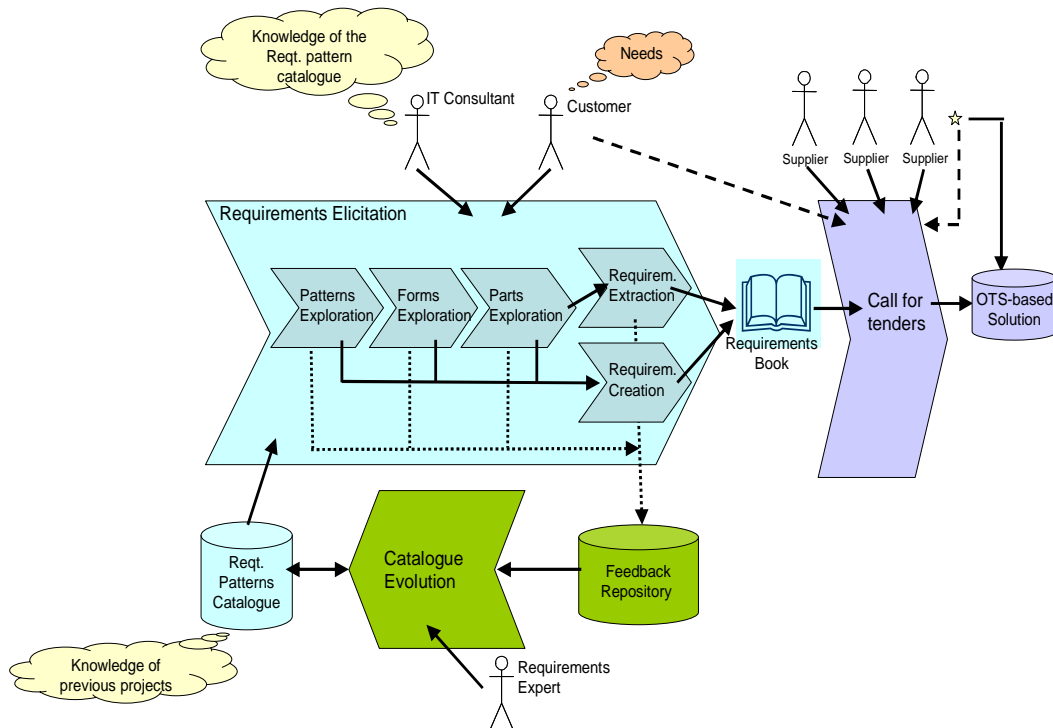 Knowledge of the
Reqt. pattern
catalogue
Needs
IT Consultant
Customer
Supplier
Supplier
Supplier
Requirements Elicitation
Patterns
Exploration
Forms
Exploration
Parts
Exploration
Requirem.
Extraction
Requirem.
Creation
Requirements
Book
Call for
tenders
OTS-based
Solution
Reqt.
Patterns
Catalogue
Catalogue
Evolution
Feedback
Repository
Knowledge of
previous projects
Requirements
Expert